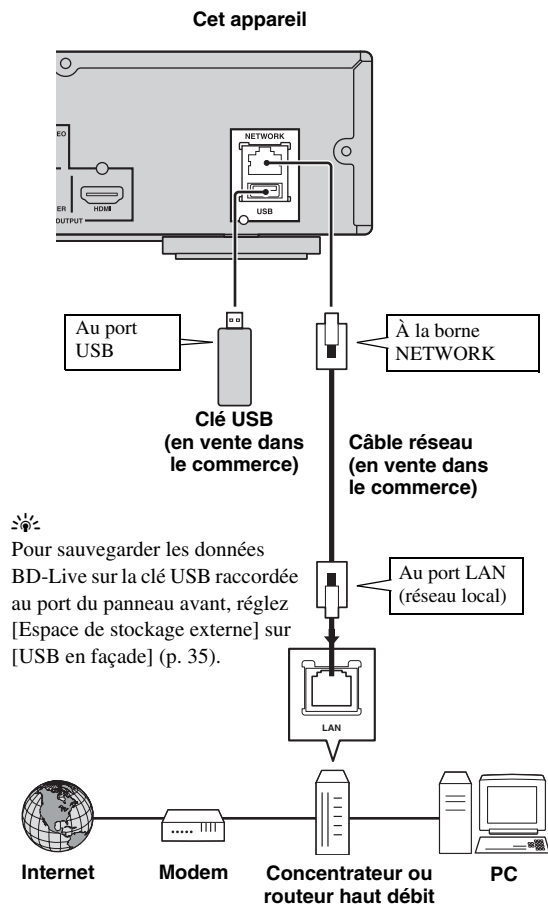 Cet appareil
EO
ER
OUTPUT
HDMI
NETWORK
USB
Au port
USB
À la borne
NETWORK
Clé USB
(en vente dans
le commerce)
Câble réseau
(en vente dans
le commerce)
Pour sauvegarder les données
BD-Live sur la clé USB raccordée
au port du panneau avant, réglez
[Espace de stockage externe] sur
[USB en façade] (p. 35).
Au port LAN
(réseau local)
LAN
Internet
Modem
Concentrateur ou
routeur haut débit
PC